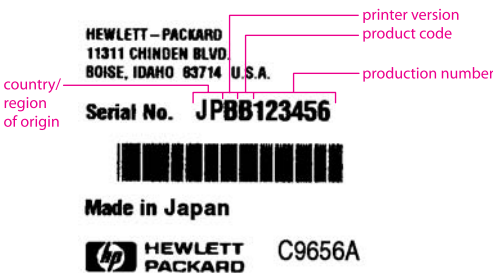 printer version
product code
HEWLETT-PACKARD
11311 CHINDEN BLVD.
BOISE, IDAHO 83714 U.S.A.
production number
country/
region
of origin
Serial No. JPBB123456
Made in Japan
hp HEWLETT
PACKARD
C9656A